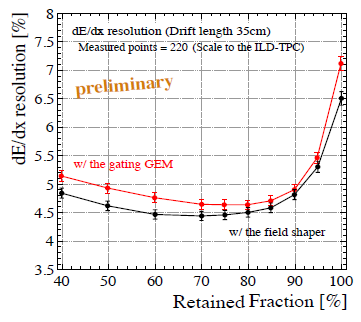 dE/dx resolution [%]
8
7.5
7
6.5
6
5.5
5
4.5
4
3.5
dE/dx resolution (Drift length 35cm)
Measured points = 220 (Scale to the ILD-TPC)
preliminary
w/ the gating GEM
w/ the field shaper
40 50 60 70 80 90 100
Retained Fraction [%]